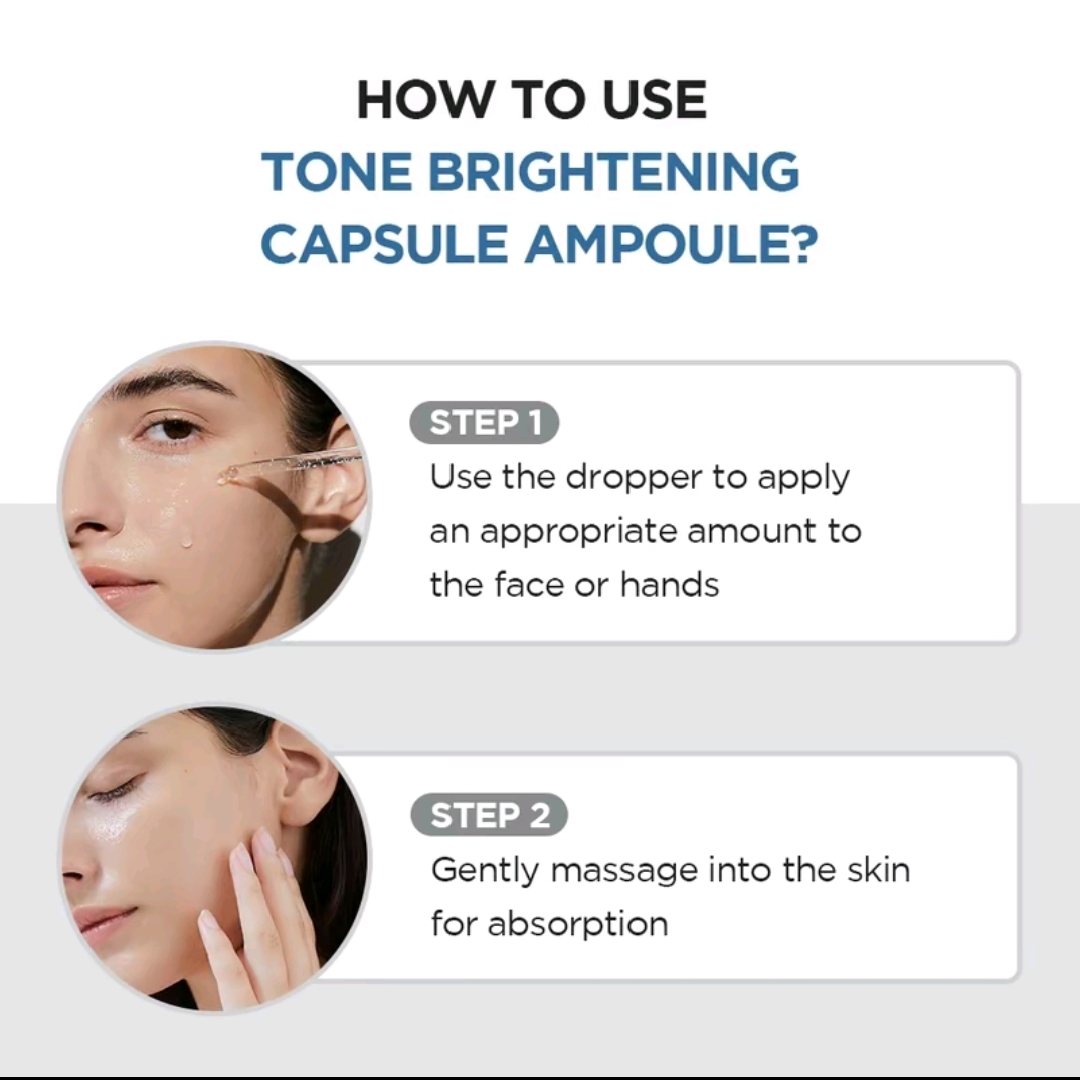 HOW TO USE
TONE BRIGHTENING
CAPSULE AMPOULE?
STEP 1
Use the dropper to apply
an appropriate amount to
the face or hands
STEP 2
Gently massage into the skin
for absorption